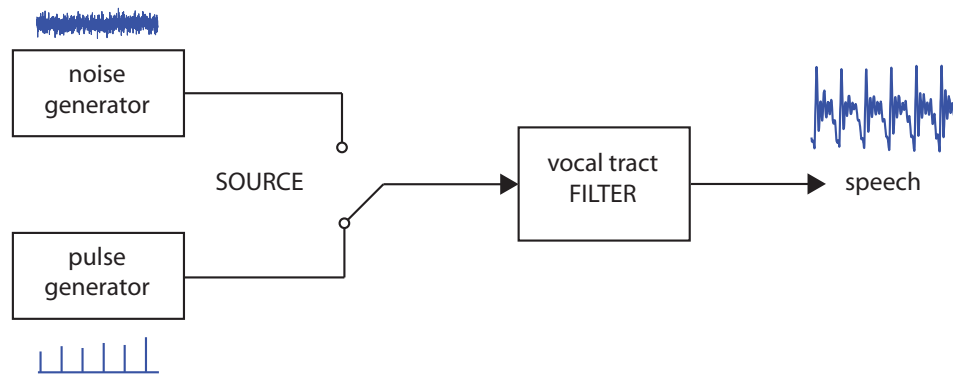 noise
generator
SOURCE
pulse
generator
vocal tract
FILTER
speech